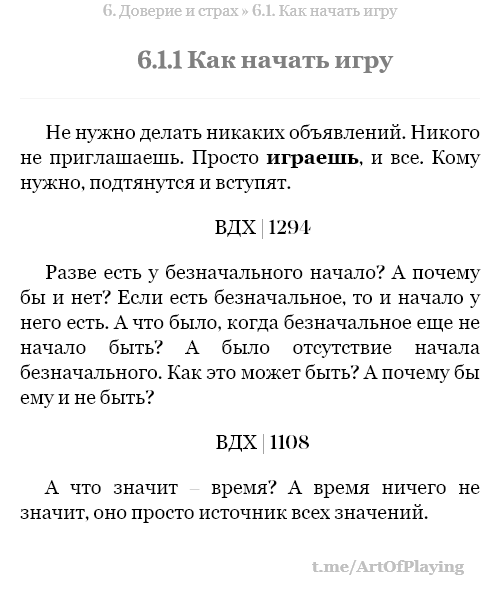 6. Доверие и страх » 6.1. Как начать игру
6.1.1 Как начать игру
Не нужно делать никаких объявлений. Никого
не приглашаешь. Просто играешь, и все. Кому
нужно, подтянутся и вступят.
ВДХ | 1294
Разве есть у безначального начало? А почему
бы и нет? Если есть безначальное, то и начало у
него есть. А что было, когда безначальное еще не
начало быть? А было отсутствие начала
безначального. Как это может быть? А почему бы
ему и не быть?
ВДХ | 1108
А что значит – время? А время ничего не
значит, оно просто источник всех значений.
t.me/ArtOfPlaying